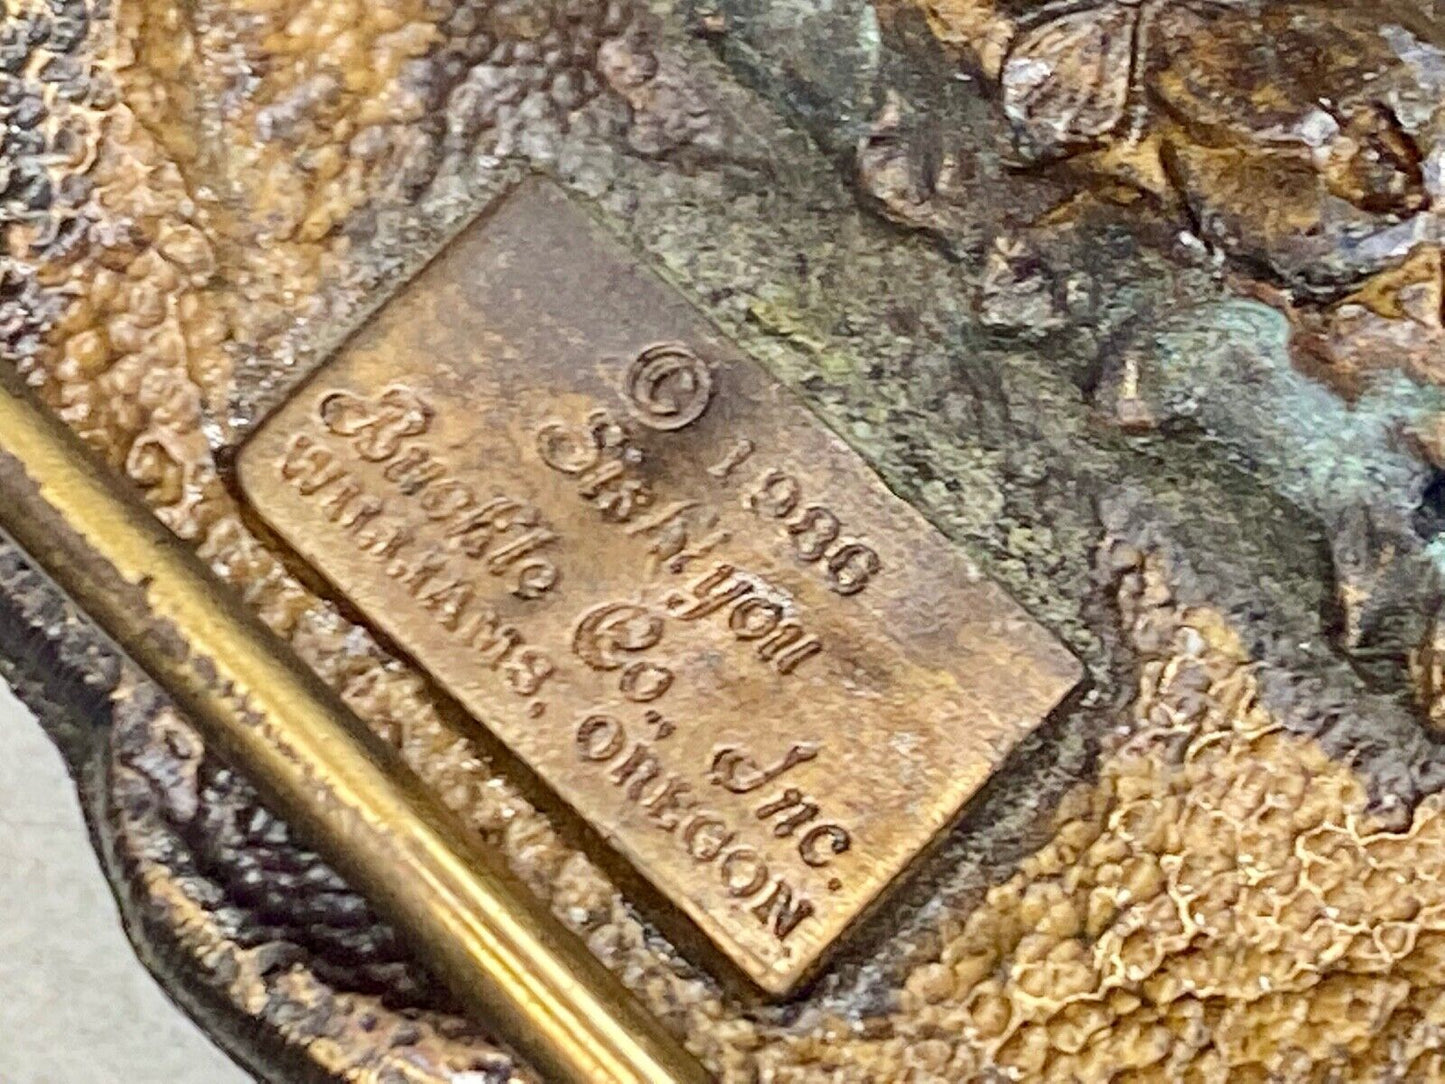 © 1986
Siskiyou
Buckle Co., Inc.
WILLIAMS, OREGON